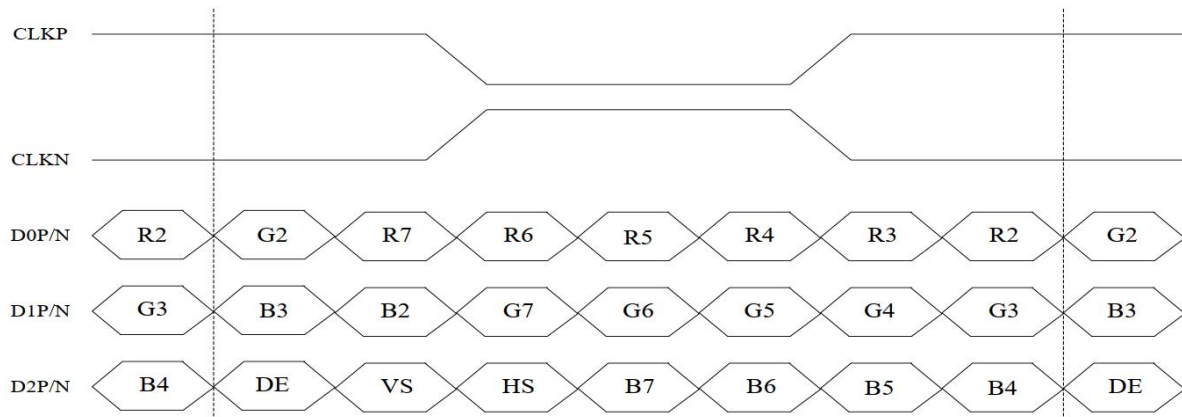 CLKP
CLKN
D0P/N R2 G2 R7 R6 R5 R4 R3 R2 G2
D1P/N G3 B3 B2 G7 G6 G5 G4 G3 B3
D2P/N B4 DE VS HS B7 B6 B5 B4 DE